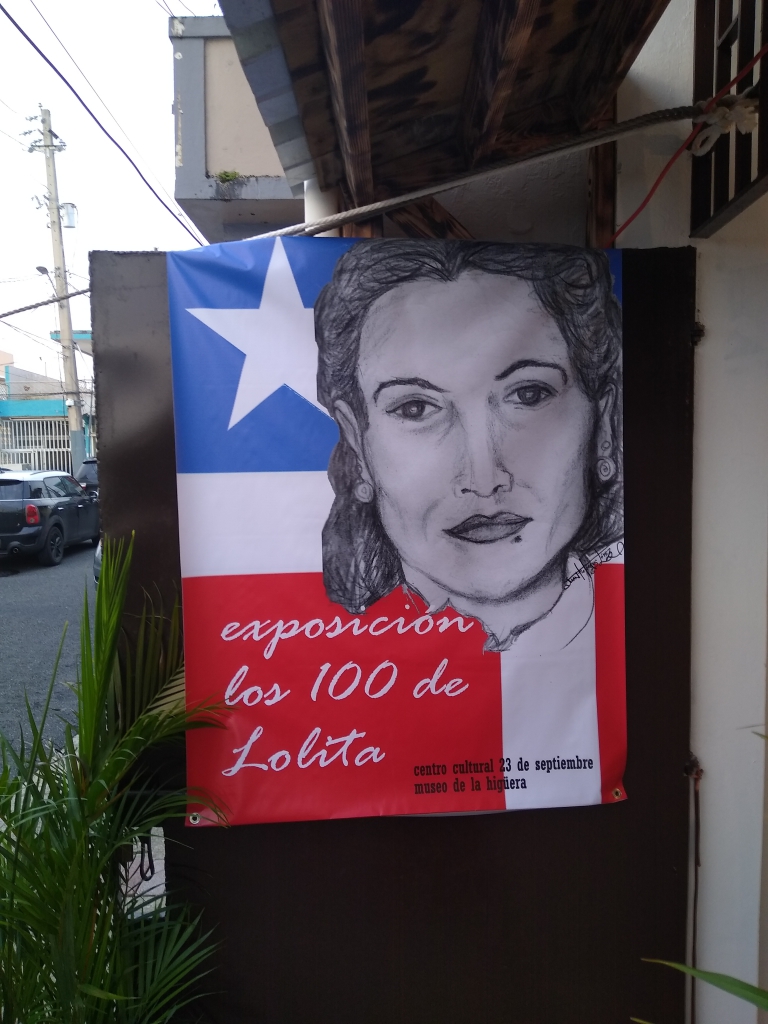 exposición
los 100 de
Lolita
centro cultural 23 de septiembre
museo de la higüera